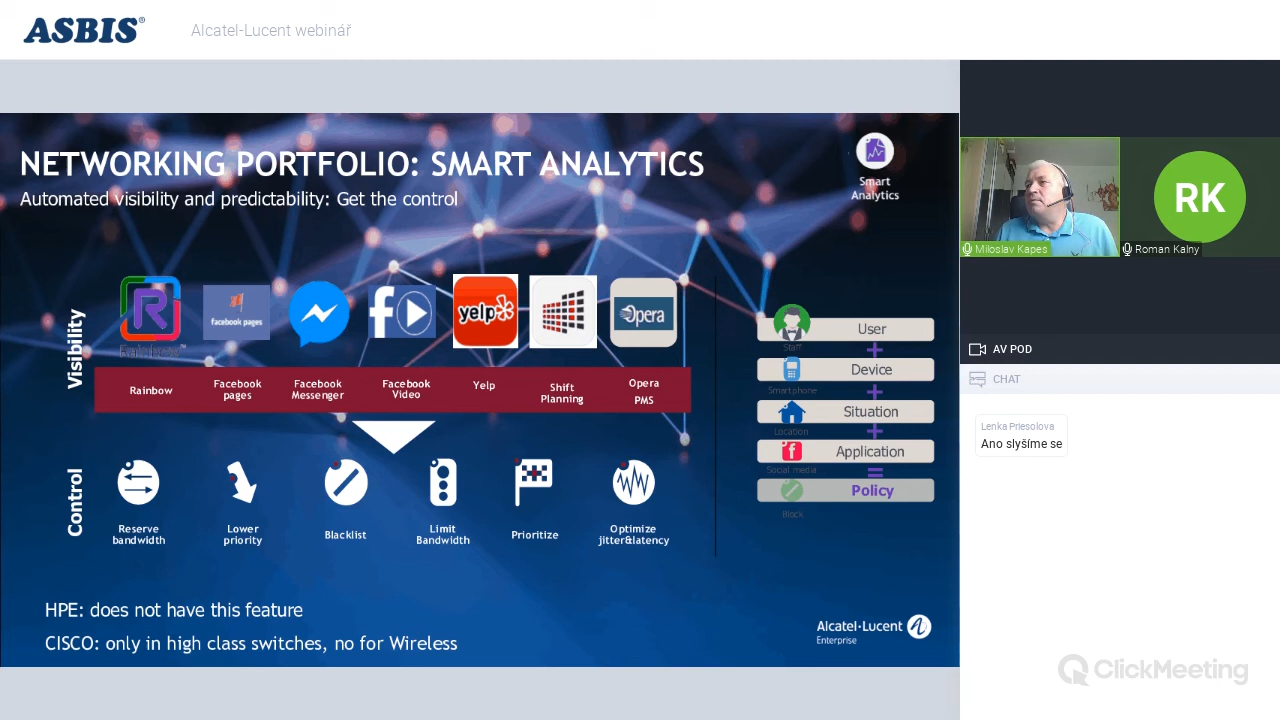 ASBIS®
Alcatel-Lucent webinář
NETWORKING PORTFOLIO: SMART ANALYTICS
Automated visibility and predictability: Get the control
Smart
Analytics
Visibility
R
facebook pages
f
yelp
Opera
Rainbow™
Rainbow
Facebook
pages
Facebook
Messenger
Facebook
Video
Yelp
Shift
Planning
Opera
PMS
Control
Reserve
bandwidth
Lower
priority
Blacklist
Limit
Bandwidth
Prioritize
Optimize
jitter&latency
User
Staff
+
Device
Smartphone
+
Situation
Location
+
f
Application
Social media
=
Policy
Block
HPE: does not have this feature
CISCO: only in high class switches, no for Wireless
Alcatel·Lucent
Enterprise
Miloslav Kapes
RK
Roman Kalny
AV POD
CHAT
Lenka Priesolova
Ano slyšíme se
ClickMeeting